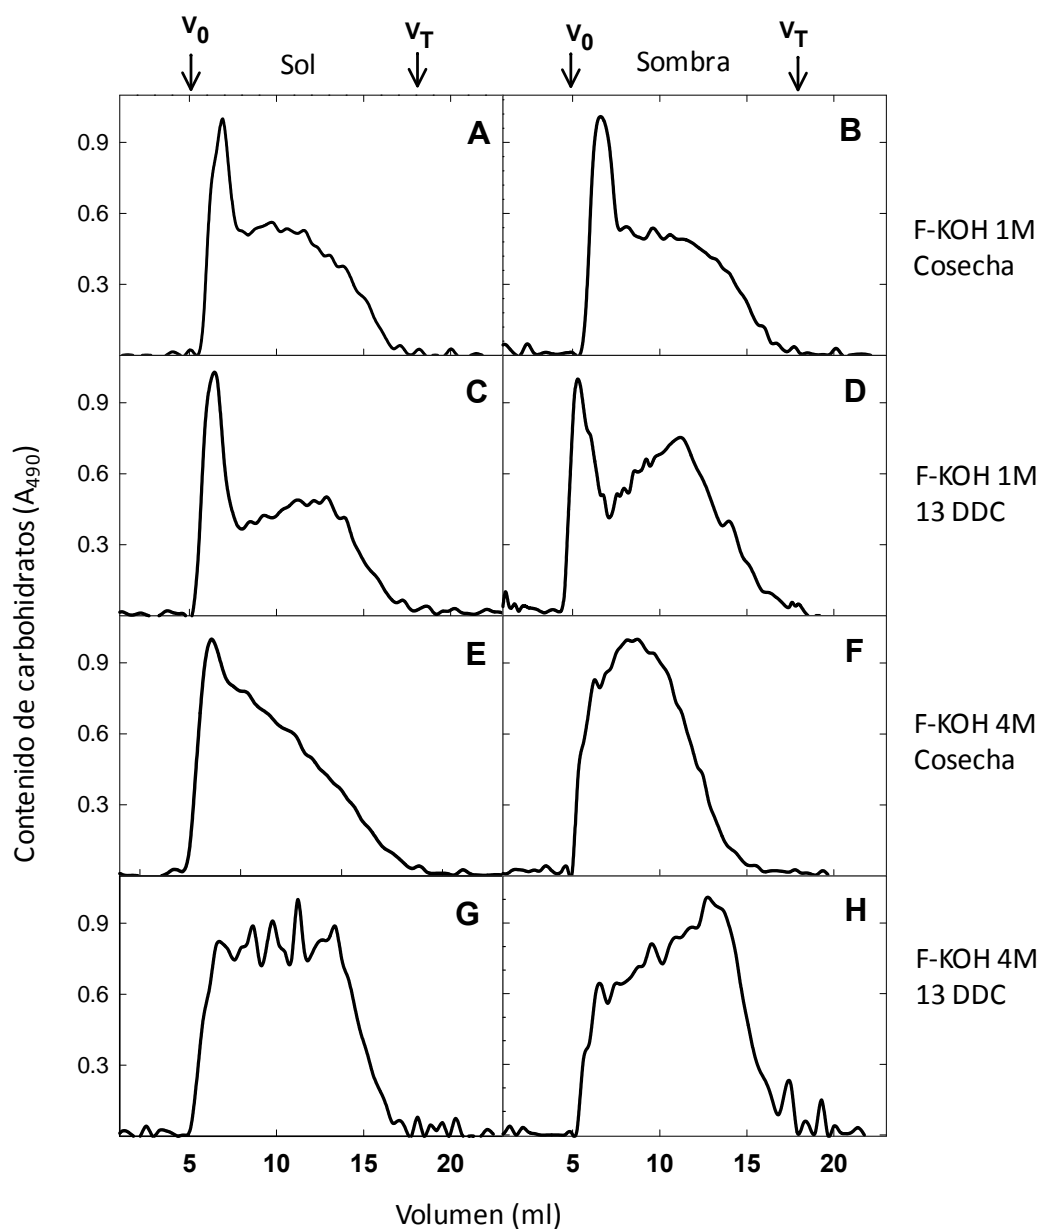 V0 VT V0 VT
Sol Sombra
A
B
F-KOH 1M
Cosecha
0.9
0.6
0.3
C
D
F-KOH 1M
13 DDC
0.9
0.6
0.3
E
F
F-KOH 4M
Cosecha
0.9
0.6
0.3
G
H
F-KOH 4M
13 DDC
0.9
0.6
0.3
5 10 15 20 5 10 15 20
Contenido de carbohidratos (A490)
Volumen (ml)